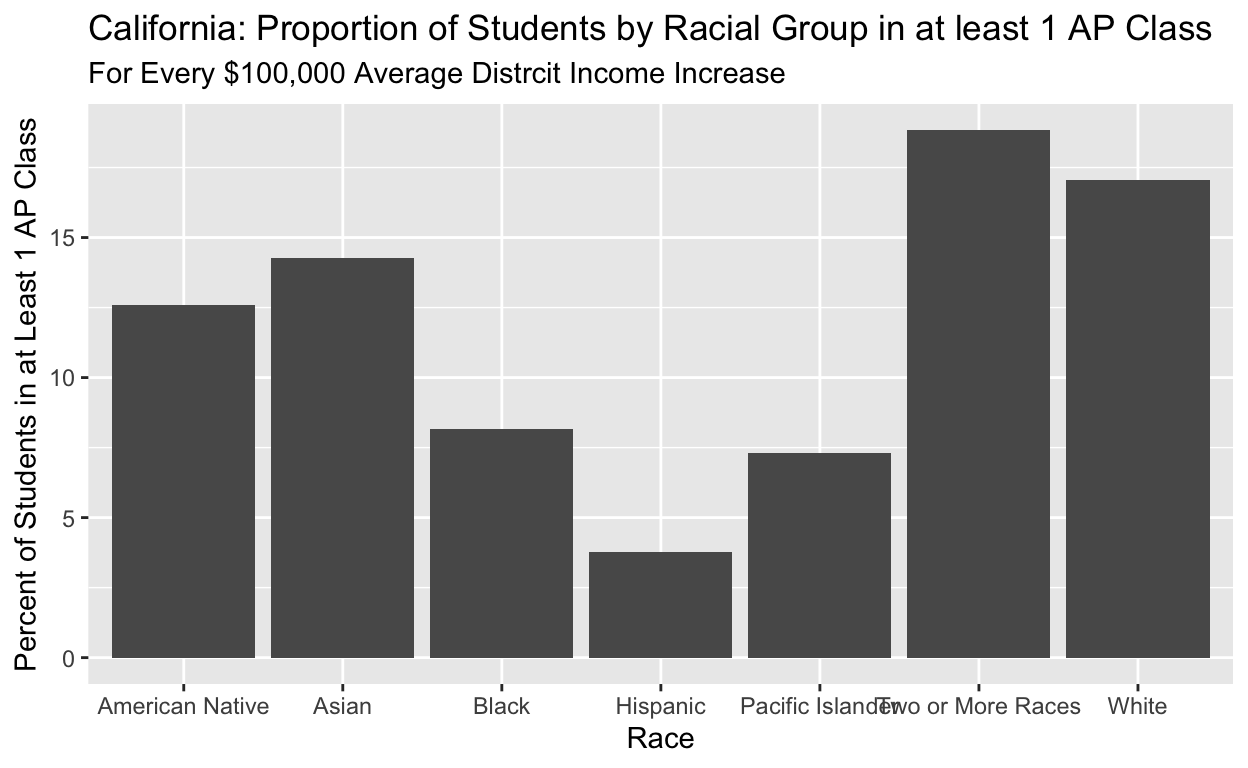 California: Proportion of Students by Racial Group in at least 1 AP Class
For Every $100,000 Average Distrcit Income Increase
Percent of Students in at Least 1 AP Class
15
10
5
0
American Native Asian Black Hispanic Pacific Islander Two or More Races White
Race